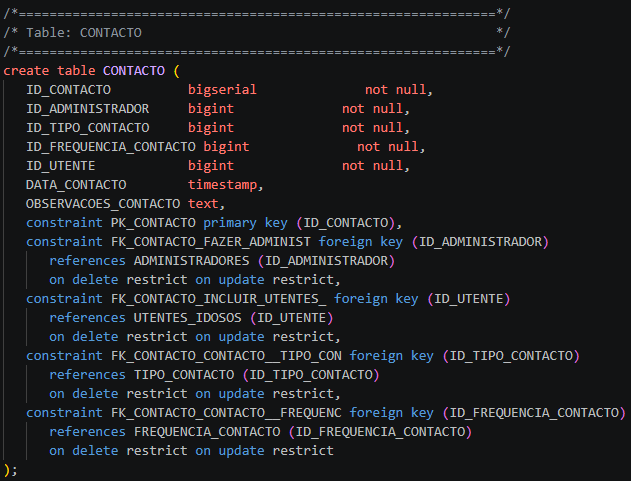 /*==============================================================*/
/* Table: CONTACTO                                              */
/*==============================================================*/
create table CONTACTO (
   ID_CONTACTO          bigserial              not null,
   ID_ADMINISTRADOR     bigint              not null,
   ID_TIPO_CONTACTO     bigint              not null,
   ID_FREQUENCIA_CONTACTO bigint              not null,
   ID_UTENTE            bigint              not null,
   DATA_CONTACTO        timestamp,
   OBSERVACOES_CONTACTO text,
   constraint PK_CONTACTO primary key (ID_CONTACTO),
   constraint FK_CONTACTO_FAZER_ADMINIST foreign key (ID_ADMINISTRADOR)
      references ADMINISTRADORES (ID_ADMINISTRADOR)
      on delete restrict on update restrict,
   constraint FK_CONTACTO_INCLUIR_UTENTES_ foreign key (ID_UTENTE)
      references UTENTES_IDOSOS (ID_UTENTE)
      on delete restrict on update restrict,
   constraint FK_CONTACTO_CONTACTO__TIPO_CON foreign key (ID_TIPO_CONTACTO)
      references TIPO_CONTACTO (ID_TIPO_CONTACTO)
      on delete restrict on update restrict,
   constraint FK_CONTACTO_CONTACTO__FREQUENC foreign key (ID_FREQUENCIA_CONTACTO)
      references FREQUENCIA_CONTACTO (ID_FREQUENCIA_CONTACTO)
      on delete restrict on update restrict
);